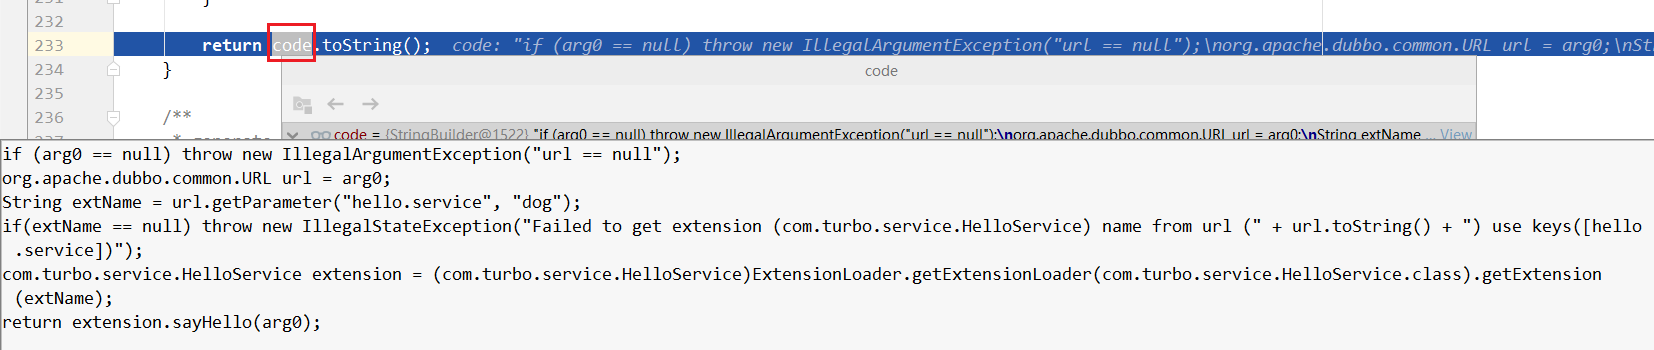 231 }
232
233 return code.toString(); code: "if (arg0 == null) throw new IllegalArgumentException("url == null");\norg.apache.dubbo.common.URL url = arg0;\nSt
234 }
code
235
236 /**
code = {StringBuilder@1522} "if (arg0 == null) throw new IllegalArgumentException("url == null");\norg.apache.dubbo.common.URL url = arg0;\nString extName ... View
if (arg0 == null) throw new IllegalArgumentException("url == null");
org.apache.dubbo.common.URL url = arg0;
String extName = url.getParameter("hello.service", "dog");
if(extName == null) throw new IllegalStateException("Failed to get extension (com.turbo.service.HelloService) name from url (" + url.toString() + ") use keys([hello
.service])");
com.turbo.service.HelloService extension = (com.turbo.service.HelloService)ExtensionLoader.getExtensionLoader(com.turbo.service.HelloService.class).getExtension
(extName);
return extension.sayHello(arg0);